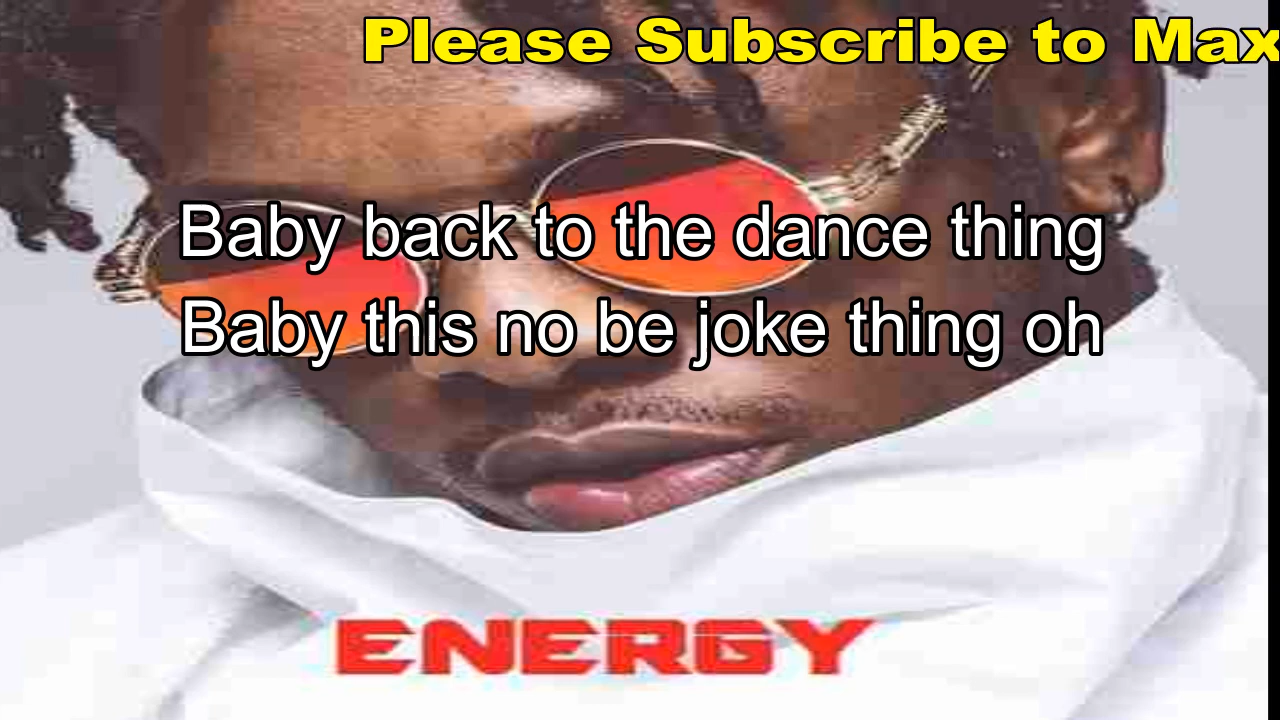 Please Subscribe to Max
Baby back to the dance thing
Baby this no be joke thing oh
ENERGY